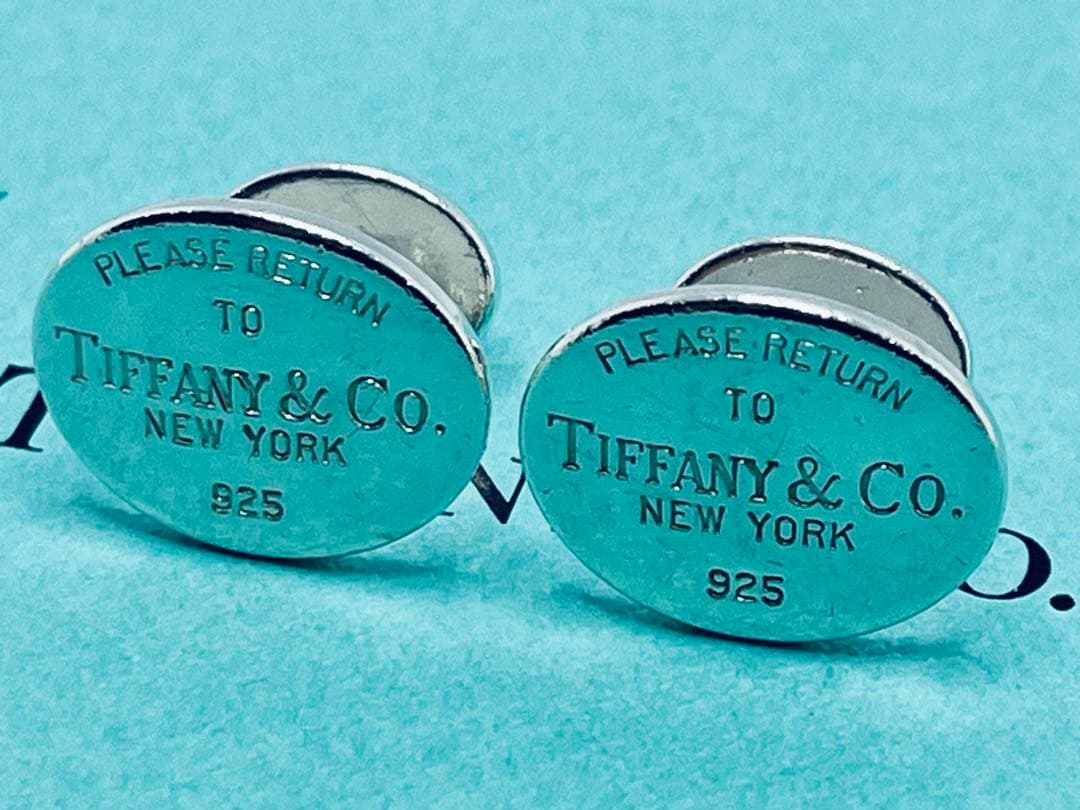 PLEASE RETURN
TO
TIFFANY & CO.
NEW YORK
925
PLEASE RETURN
TO
TIFFANY & CO.
NEW YORK
925